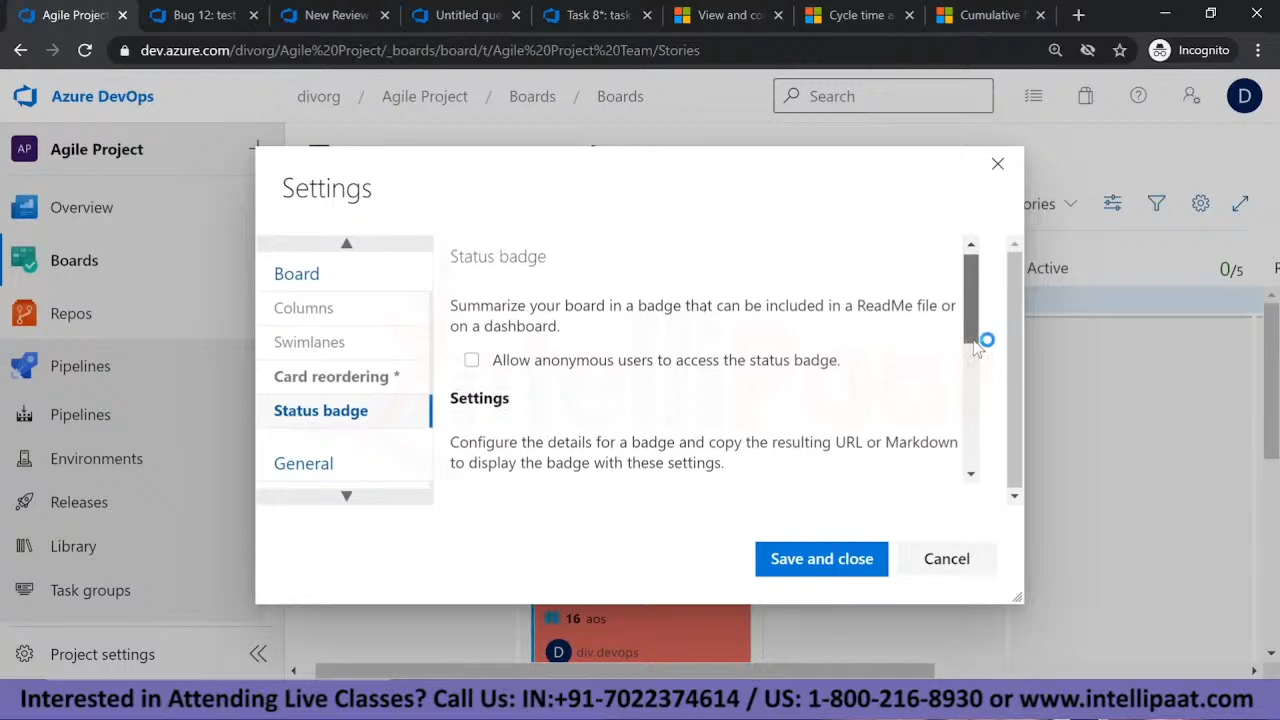 Agile Proj
Bug 12: test
New Review
Untitled que
Task 8*: task
View and co
Cycle time a
Cumulative
dev.azure.com/divorg/Agile%20Project/_boards/board/t/Agile%20Project%20Team/Stories
Incognito
Azure DevOps
divorg / Agile Project / Boards / Boards
Search
D
AP Agile Project
Overview
Boards
Repos
Pipelines
Pipelines
Environments
Releases
Library
Task groups
Project settings
ories
Active 0/5
Settings
Board
Columns
Swimlanes
Card reordering *
Status badge
General
Status badge
Summarize your board in a badge that can be included in a ReadMe file or
on a dashboard.
Allow anonymous users to access the status badge.
Settings
Configure the details for a badge and copy the resulting URL or Markdown
to display the badge with these settings.
Save and close
Cancel
16 aos
D div.devops
Interested in Attending Live Classes? Call Us: IN:+91-7022374614 / US: 1-800-216-8930 or www.intellipaat.com